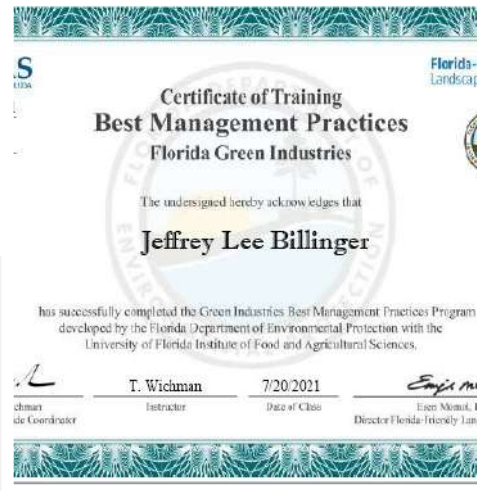 Florida-
Certificate of Training
Best Management Practices
Florida Green Industries
The undersigned hereby acknowledges that
Jeffrey Lee Billinger
has successfully completed the Green Industries Best Management Practices Program
developed by the Florida Department of Environmental Protection with the
University of Florida Institute of Food and Agricultural Sciences.
T. Wichman
7/20/2021
Instructor
Date of Class
Coordinator
Director Florida-Friendly